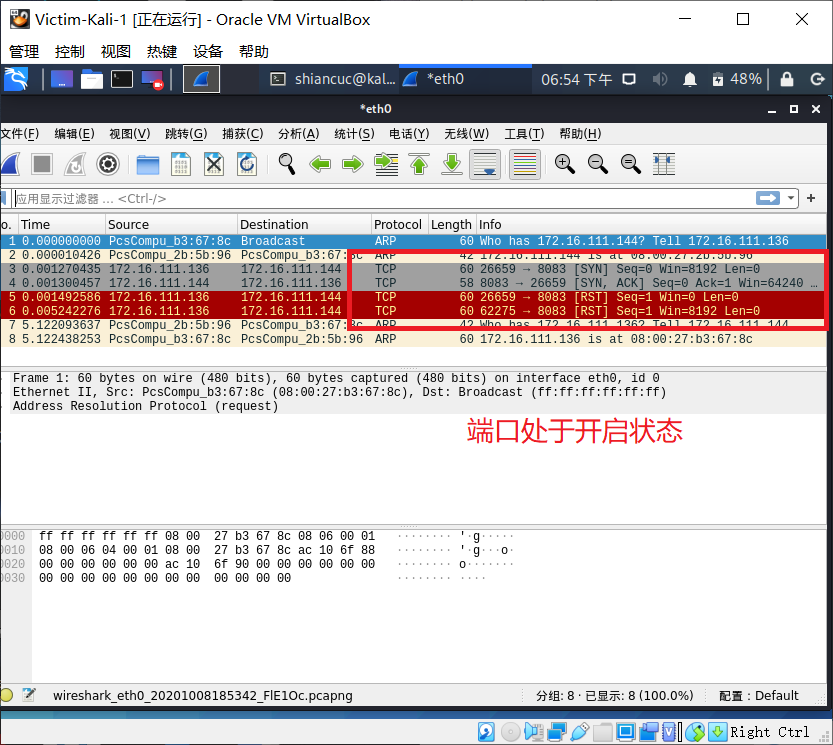 Victim-Kali-1 [正在运行] - Oracle VM VirtualBox
管理 控制 视图 热键 设备 帮助
shiancuc@kal... *eth0 06:54 下午 48%
*eth0
文件(F) 编辑(E) 视图(V) 跳转(G) 捕获(C) 分析(A) 统计(S) 电话(Y) 无线(W) 工具(T) 帮助(H)
应用显示过滤器 … <Ctrl-/>
o. Time Source Destination Protocol Length Info
1 0.000000000 PcsCompu_b3:67:8c Broadcast ARP 60 Who has 172.16.111.144? Tell 172.16.111.136
2 0.000010426 PcsCompu_2b:5b:96 PcsCompu_b3:67:8c ARP 42 172.16.111.144 is at 08:00:27:2b:5b:96
3 0.001270435 172.16.111.136 172.16.111.144 TCP 60 26659 → 8083 [SYN] Seq=0 Win=8192 Len=0
4 0.001300457 172.16.111.144 172.16.111.136 TCP 58 8083 → 26659 [SYN, ACK] Seq=0 Ack=1 Win=64240 …
5 0.001492586 172.16.111.136 172.16.111.144 TCP 60 26659 → 8083 [RST] Seq=1 Win=0 Len=0
6 0.005242276 172.16.111.136 172.16.111.144 TCP 60 62275 → 8083 [RST] Seq=1 Win=8192 Len=0
7 5.122093637 PcsCompu_2b:5b:96 PcsCompu_b3:67:8c ARP 42 Who has 172.16.111.136? Tell 172.16.111.144
8 5.122438253 PcsCompu_b3:67:8c PcsCompu_2b:5b:96 ARP 60 172.16.111.136 is at 08:00:27:b3:67:8c
Frame 1: 60 bytes on wire (480 bits), 60 bytes captured (480 bits) on interface eth0, id 0
Ethernet II, Src: PcsCompu_b3:67:8c (08:00:27:b3:67:8c), Dst: Broadcast (ff:ff:ff:ff:ff:ff)
Address Resolution Protocol (request)
端口处于开启状态
0000 ff ff ff ff ff ff 08 00 27 b3 67 8c 08 06 00 01 ········ '·g·····
0010 08 00 06 04 00 01 08 00 27 b3 67 8c ac 10 6f 88 ········ '·g···o·
0020 00 00 00 00 00 00 ac 10 6f 90 00 00 00 00 00 00 ········ o·······
0030 00 00 00 00 00 00 00 00 00 00 00 00 ········ ····
wireshark_eth0_20201008185342_FlE1Oc.pcapng 分组: 8 · 已显示: 8 (100.0%) 配置：Default
Right Ctrl